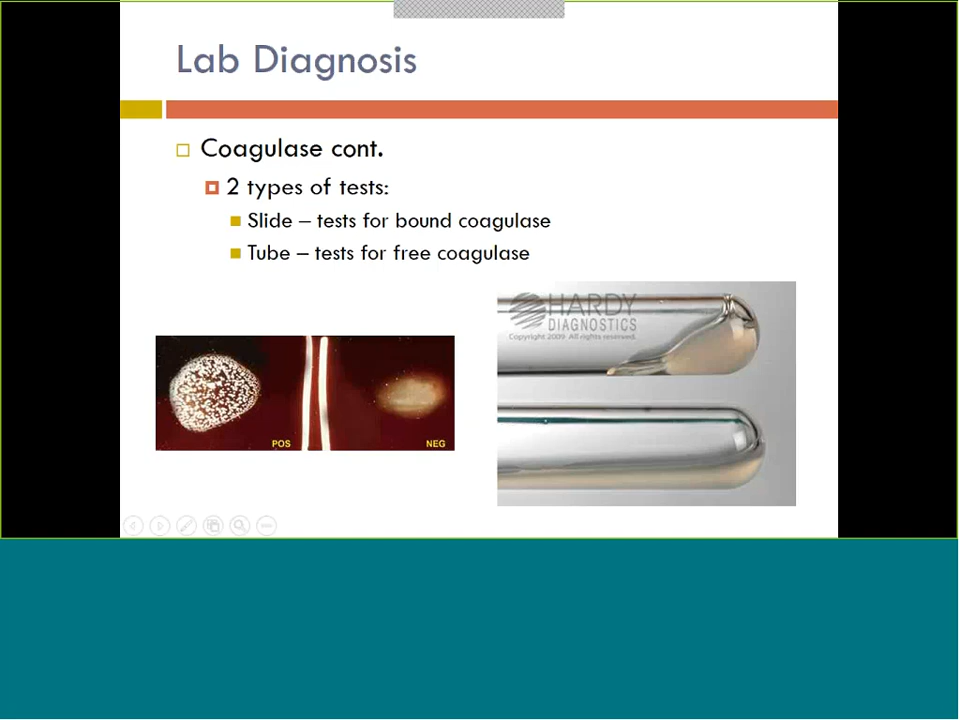 Lab Diagnosis
Coagulase cont.
2 types of tests:
Slide – tests for bound coagulase
Tube – tests for free coagulase
HARDY
DIAGNOSTICS
Copyright 2009 All rights reserved.
POS
NEG